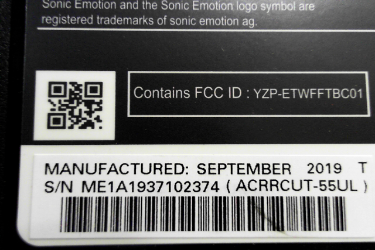 Sonic Emotion and the Sonic Emotion logo symbol are
registered trademarks of sonic emotion ag.
Contains FCC ID : YZP-ETWFFTBC01
MANUFACTURED: SEPTEMBER 2019 T
S/N ME1A1937102374 ( ACRRCUT-55UL )